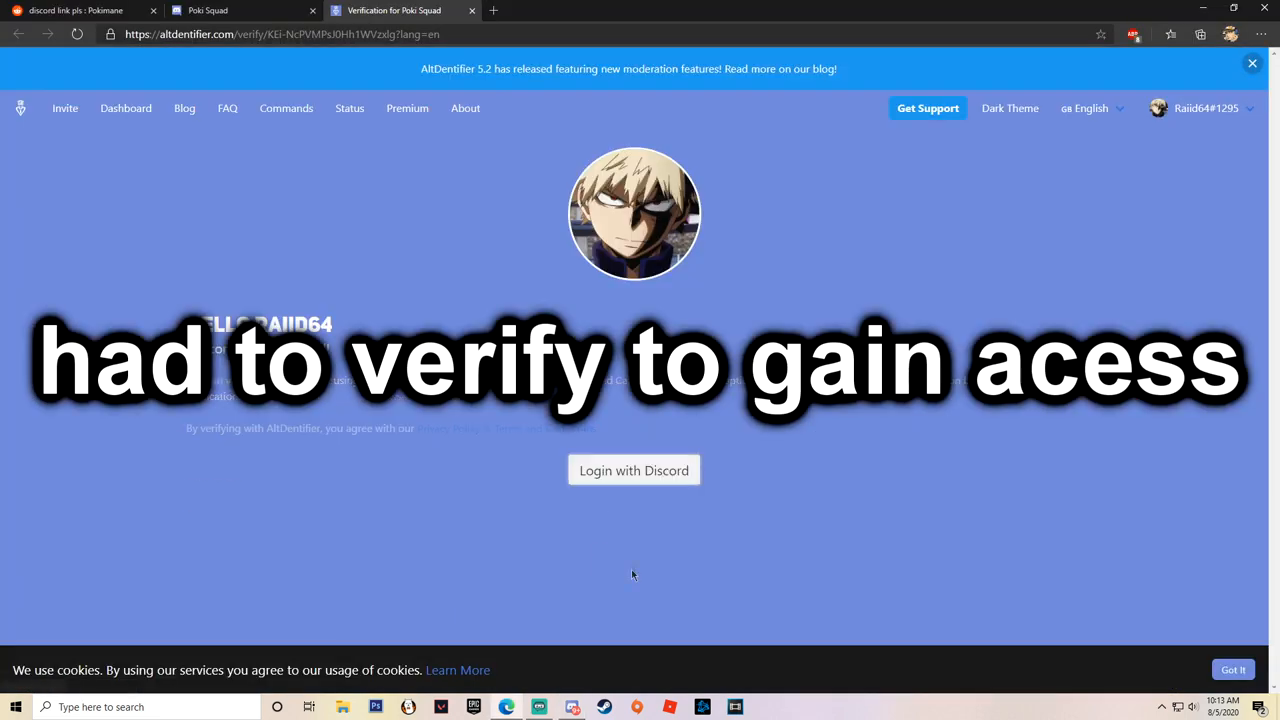 discord link pls : Pokimane
Poki Squad
Verification for Poki Squad
https://altdentifier.com/verify/KEi-NcPVMPsJ0Hh1WVzxlg?lang=en
AltDentifier 5.2 has released featuring new moderation features! Read more on our blog!
Invite Dashboard Blog FAQ Commands Status Premium About Get Support Dark Theme GB English Raiid64#1295
ELLO RAIID64
had to verify to gain acess
By verifying with AltDentifier, you agree with our Privacy Policy & Terms and
Login with Discord
We use cookies. By using our services you agree to our usage of cookies. Learn More
Got It
Type here to search
10:13 AM
8/5/2020